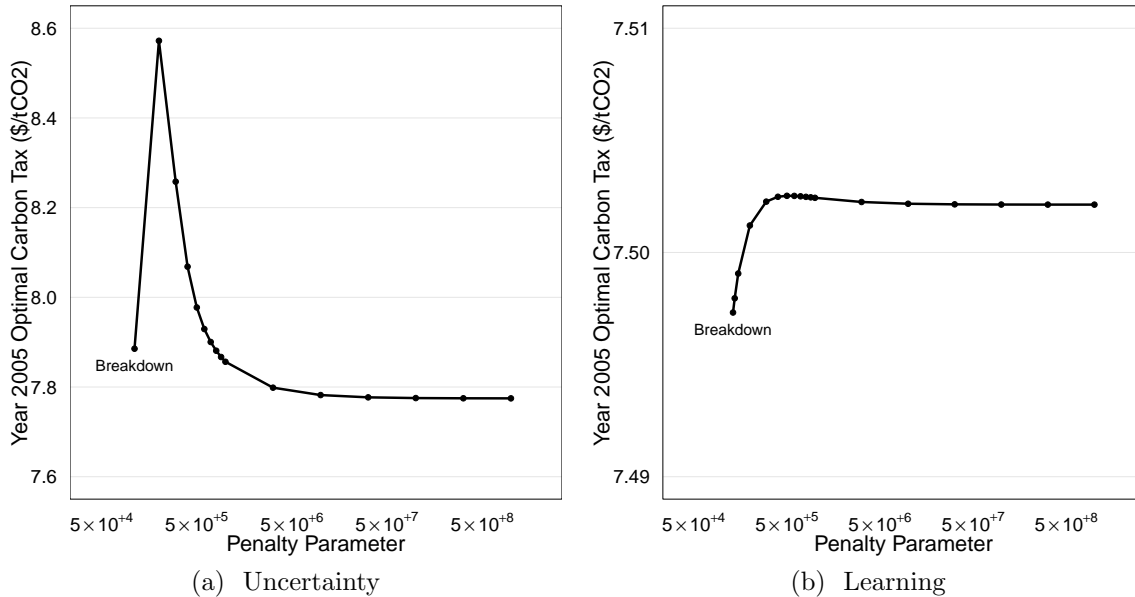 Year 2005 Optimal Carbon Tax ($/tCO2)
8.6
8.4
8.2
8.0
7.8
7.6
Breakdown
5×10⁺⁴ 5×10⁺⁵ 5×10⁺⁶ 5×10⁺⁷ 5×10⁺⁸
Penalty Parameter
(a) Uncertainty
Year 2005 Optimal Carbon Tax ($/tCO2)
7.51
7.50
7.49
Breakdown
5×10⁺⁴ 5×10⁺⁵ 5×10⁺⁶ 5×10⁺⁷ 5×10⁺⁸
Penalty Parameter
(b) Learning